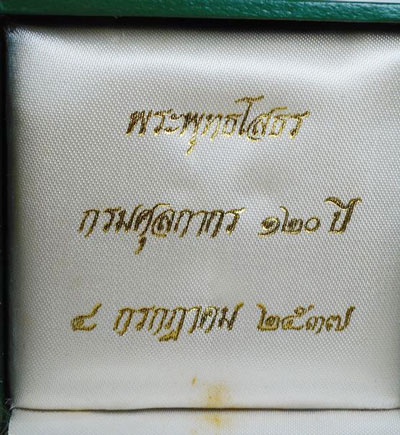 พระพุทธโสธร
กรมศุลกากร ๑๒๐ ปี
๔ กรกฎาคม ๒๕๓๗